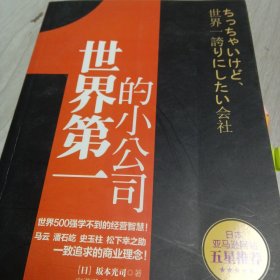 ちっちゃいけど、
世界一誇りにしたい会社
世界第一
的小公司
日本
亚马逊网站
五星推荐
★★★★★
世界500强学不到的经营智慧！
马云 潘石屹 史玉柱 松下幸之助
一致追求的商业理念！
[日] 坂本光司 ◎ 著